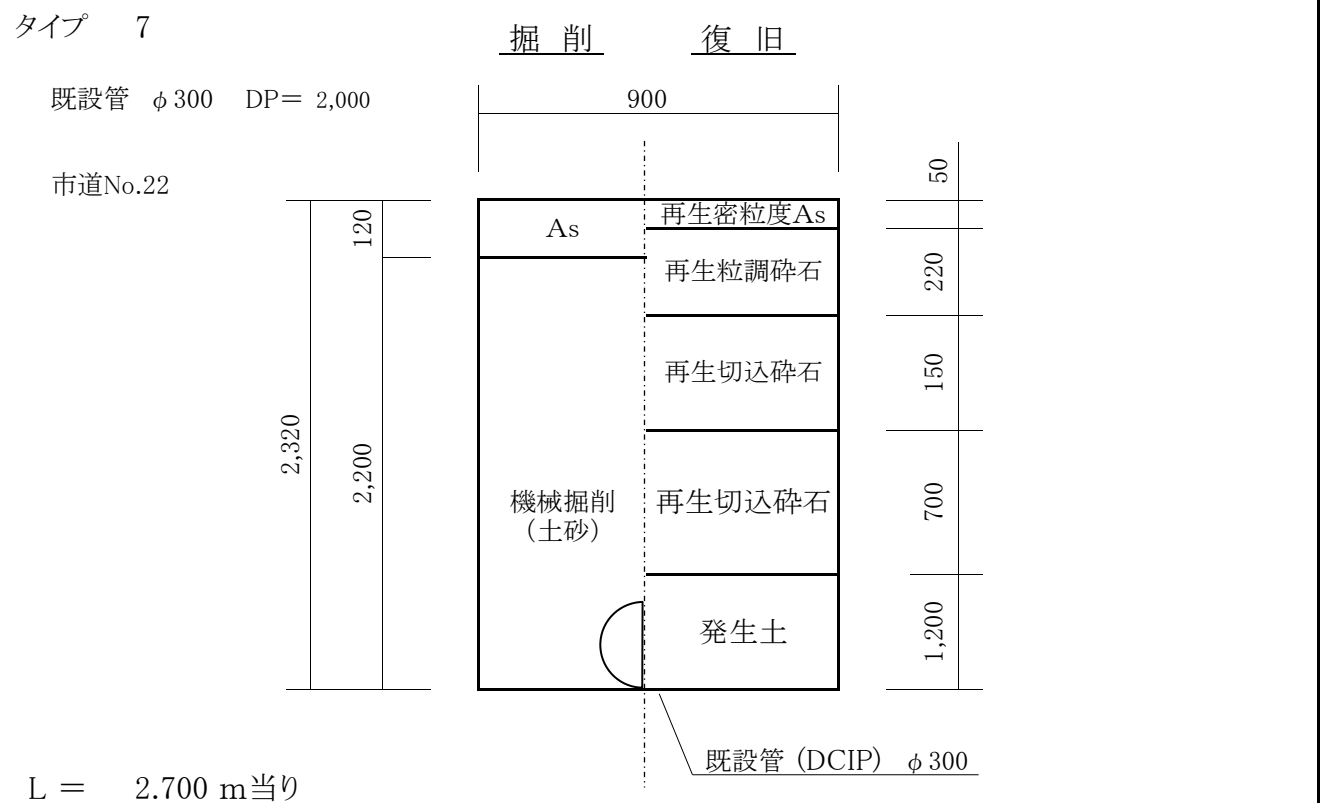 タイプ 7
掘 削 復 旧
既設管 φ300 DP= 2,000
900
市道No.22
50
120
As
再生密粒度As
再生粒調砕石
220
再生切込砕石
150
2,320
2,200
機械掘削
(土砂)
再生切込砕石
700
発生土
1,200
既設管 (DCIP) φ300
L = 2.700 m当り